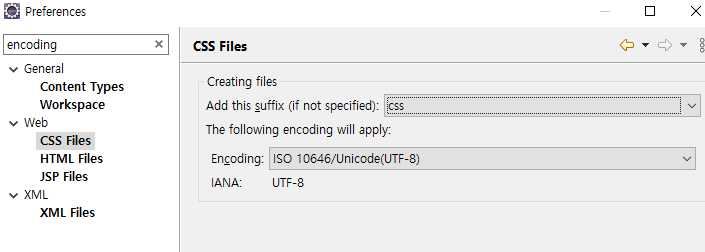 Preferences
encoding
General
Content Types
Workspace
Web
CSS Files
HTML Files
JSP Files
XML
XML Files
CSS Files
Creating files
Add this suffix (if not specified): css
The following encoding will apply:
Encoding: ISO 10646/Unicode(UTF-8)
IANA: UTF-8